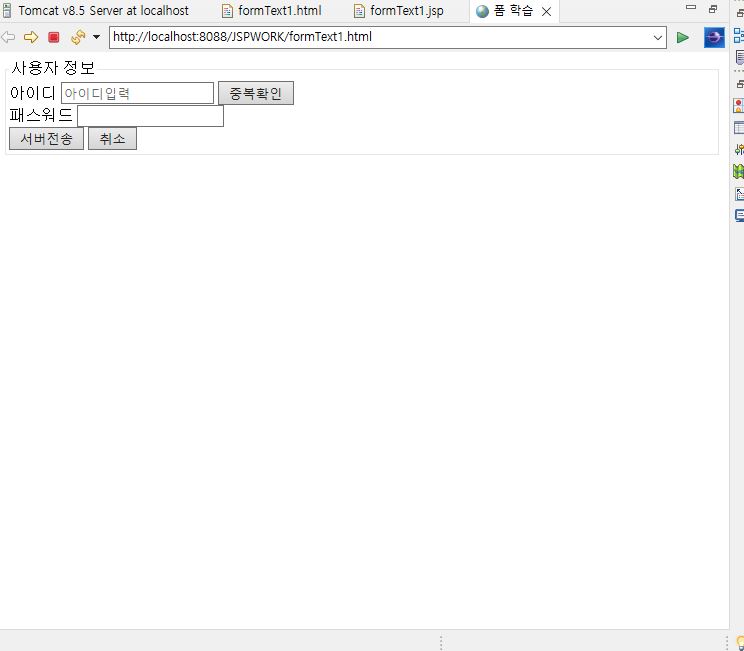 Tomcat v8.5 Server at localhost formText1.html formText1.jsp 폼 학습
http://localhost:8088/JSPWORK/formText1.html
사용자 정보
아이디 아이디입력 중복확인
패스워드
서버전송 취소